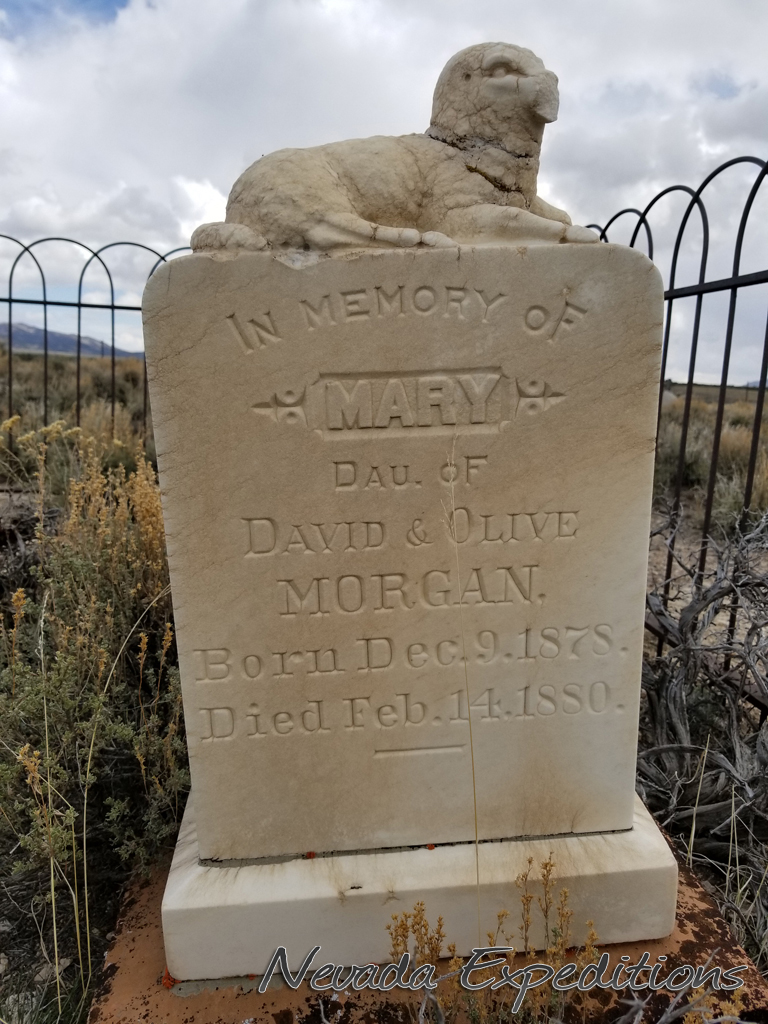 IN MEMORY OF
MARY
DAU. OF
DAVID & OLIVE
MORGAN.
Born Dec. 9. 1878.
Died Feb. 14. 1880.
Nevada Expeditions